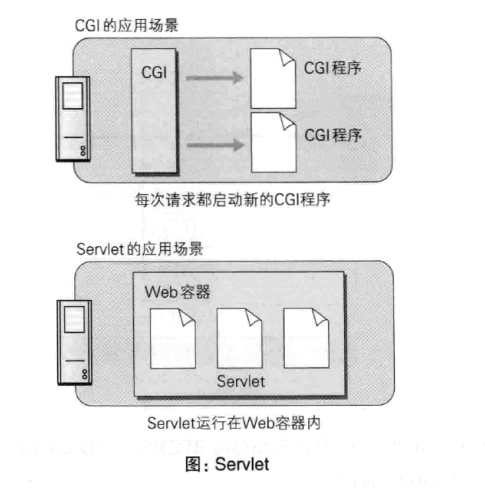 CGI的应用场景
CGI
CGI程序
CGI程序
每次请求都启动新的CGI程序
Servlet的应用场景
Web容器
Servlet
Servlet运行在Web容器内
图：Servlet